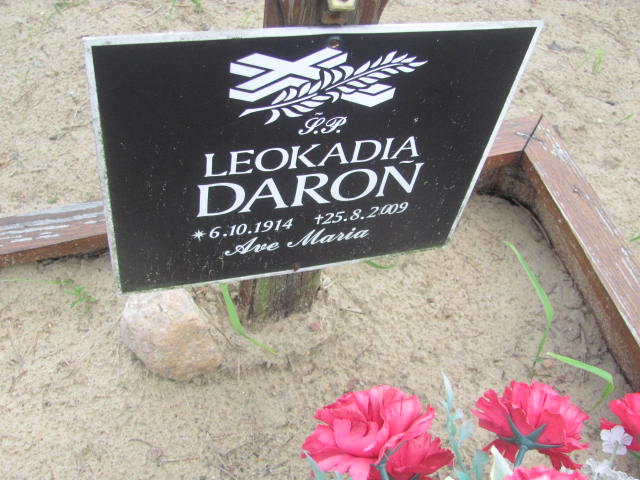 Ś.P.
LEOKADIA
DAROŃ
*6.10.1914 †25.8.2009
Ave Maria